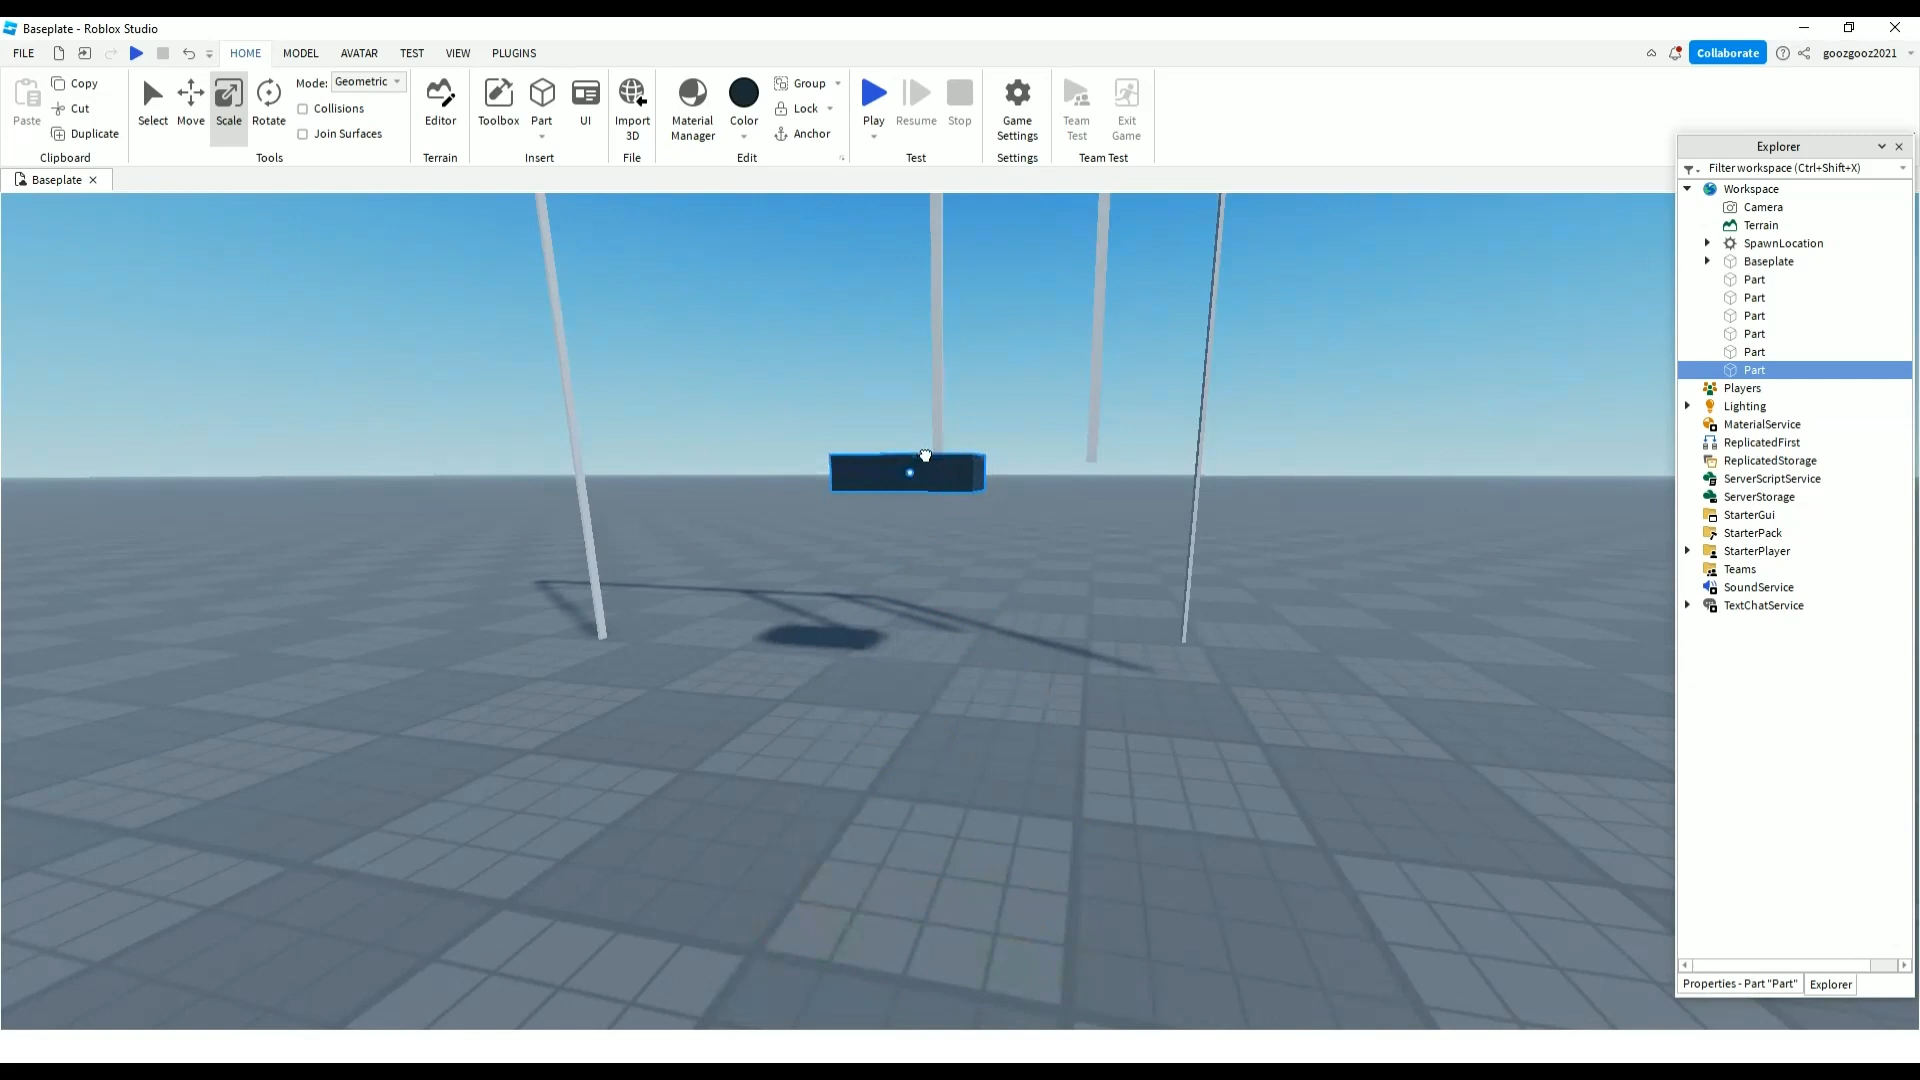 Baseplate - Roblox Studio
FILE HOME MODEL AVATAR TEST VIEW PLUGINS Collaborate goozgooz2021
Paste Copy Cut Duplicate Clipboard
Select Move Scale Rotate Mode: Geometric Collisions Join Surfaces Tools
Editor Terrain
Toolbox Part UI Insert
Import 3D File
Material Manager Color Group Lock Anchor Edit
Play Resume Stop Test
Game Settings Settings
Team Test Exit Game Team Test
Baseplate
Explorer
Filter workspace (Ctrl+Shift+X)
Workspace
Camera
Terrain
SpawnLocation
Baseplate
Part
Part
Part
Part
Part
Part
Players
Lighting
MaterialService
ReplicatedFirst
ReplicatedStorage
ServerScriptService
ServerStorage
StarterGui
StarterPack
StarterPlayer
Teams
SoundService
TextChatService
Properties - Part "Part" Explorer